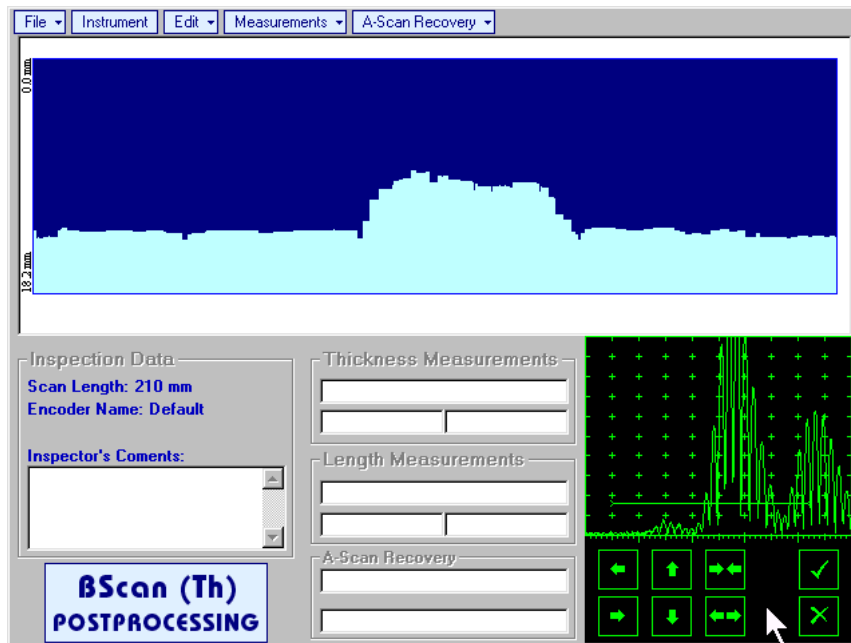 File Instrument Edit Measurements A-Scan Recovery
0.0 mm
18.2 mm
Inspection Data
Scan Length: 210 mm
Encoder Name: Default
Inspector's Coments:
Thickness Measurements
Length Measurements
A-Scan Recovery
ßScan (Th)
POSTPROCESSING